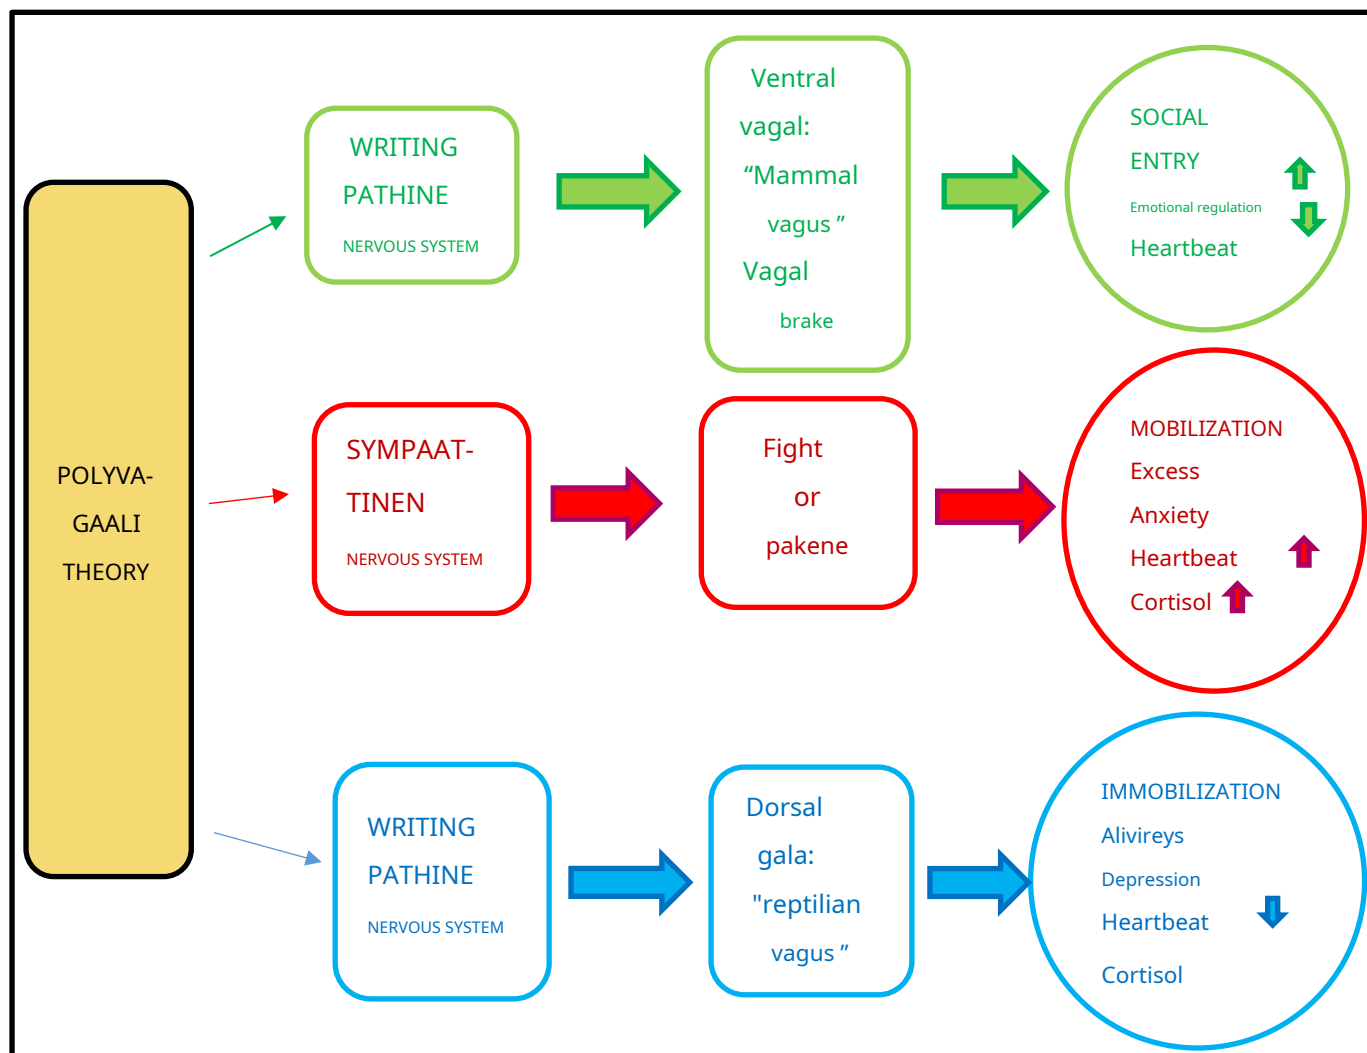 POLYVA-
GAALI
THEORY
WRITING
PATHINE
NERVOUS SYSTEM
Ventral
vagal:
“Mammal
vagus ”
Vagal
brake
SOCIAL
ENTRY
Emotional regulation
Heartbeat
SYMPAAT-
TINEN
NERVOUS SYSTEM
Fight
or
pakene
MOBILIZATION
Excess
Anxiety
Heartbeat
Cortisol
WRITING
PATHINE
NERVOUS SYSTEM
Dorsal
gala:
"reptilian
vagus ”
IMMOBILIZATION
Alivireys
Depression
Heartbeat
Cortisol